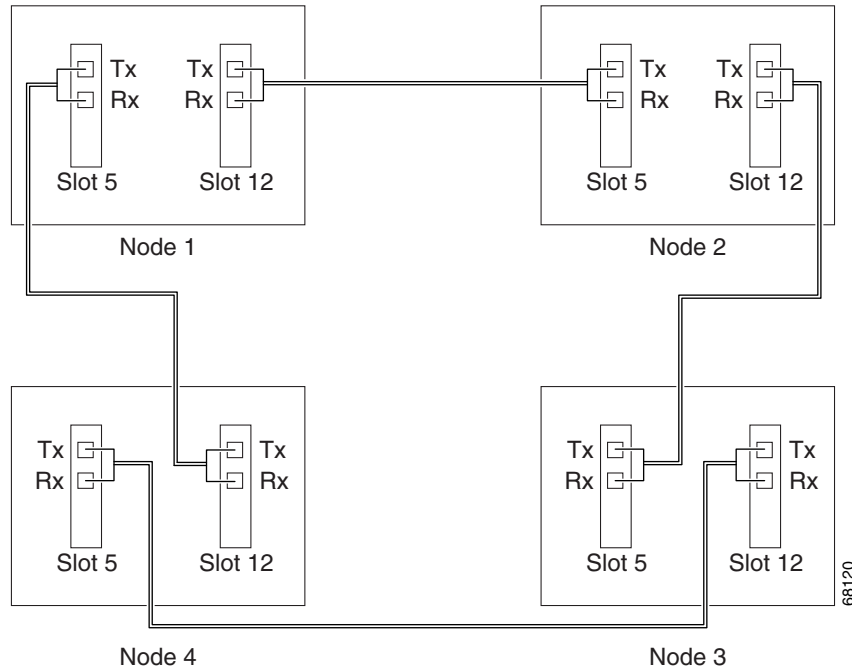 Tx Tx Tx Tx
Rx Rx Rx Rx
Slot 5 Slot 12 Slot 5 Slot 12
Node 1 Node 2
Tx Tx Tx Tx
Rx Rx Rx Rx
Slot 5 Slot 12 Slot 5 Slot 12
68120
Node 4 Node 3